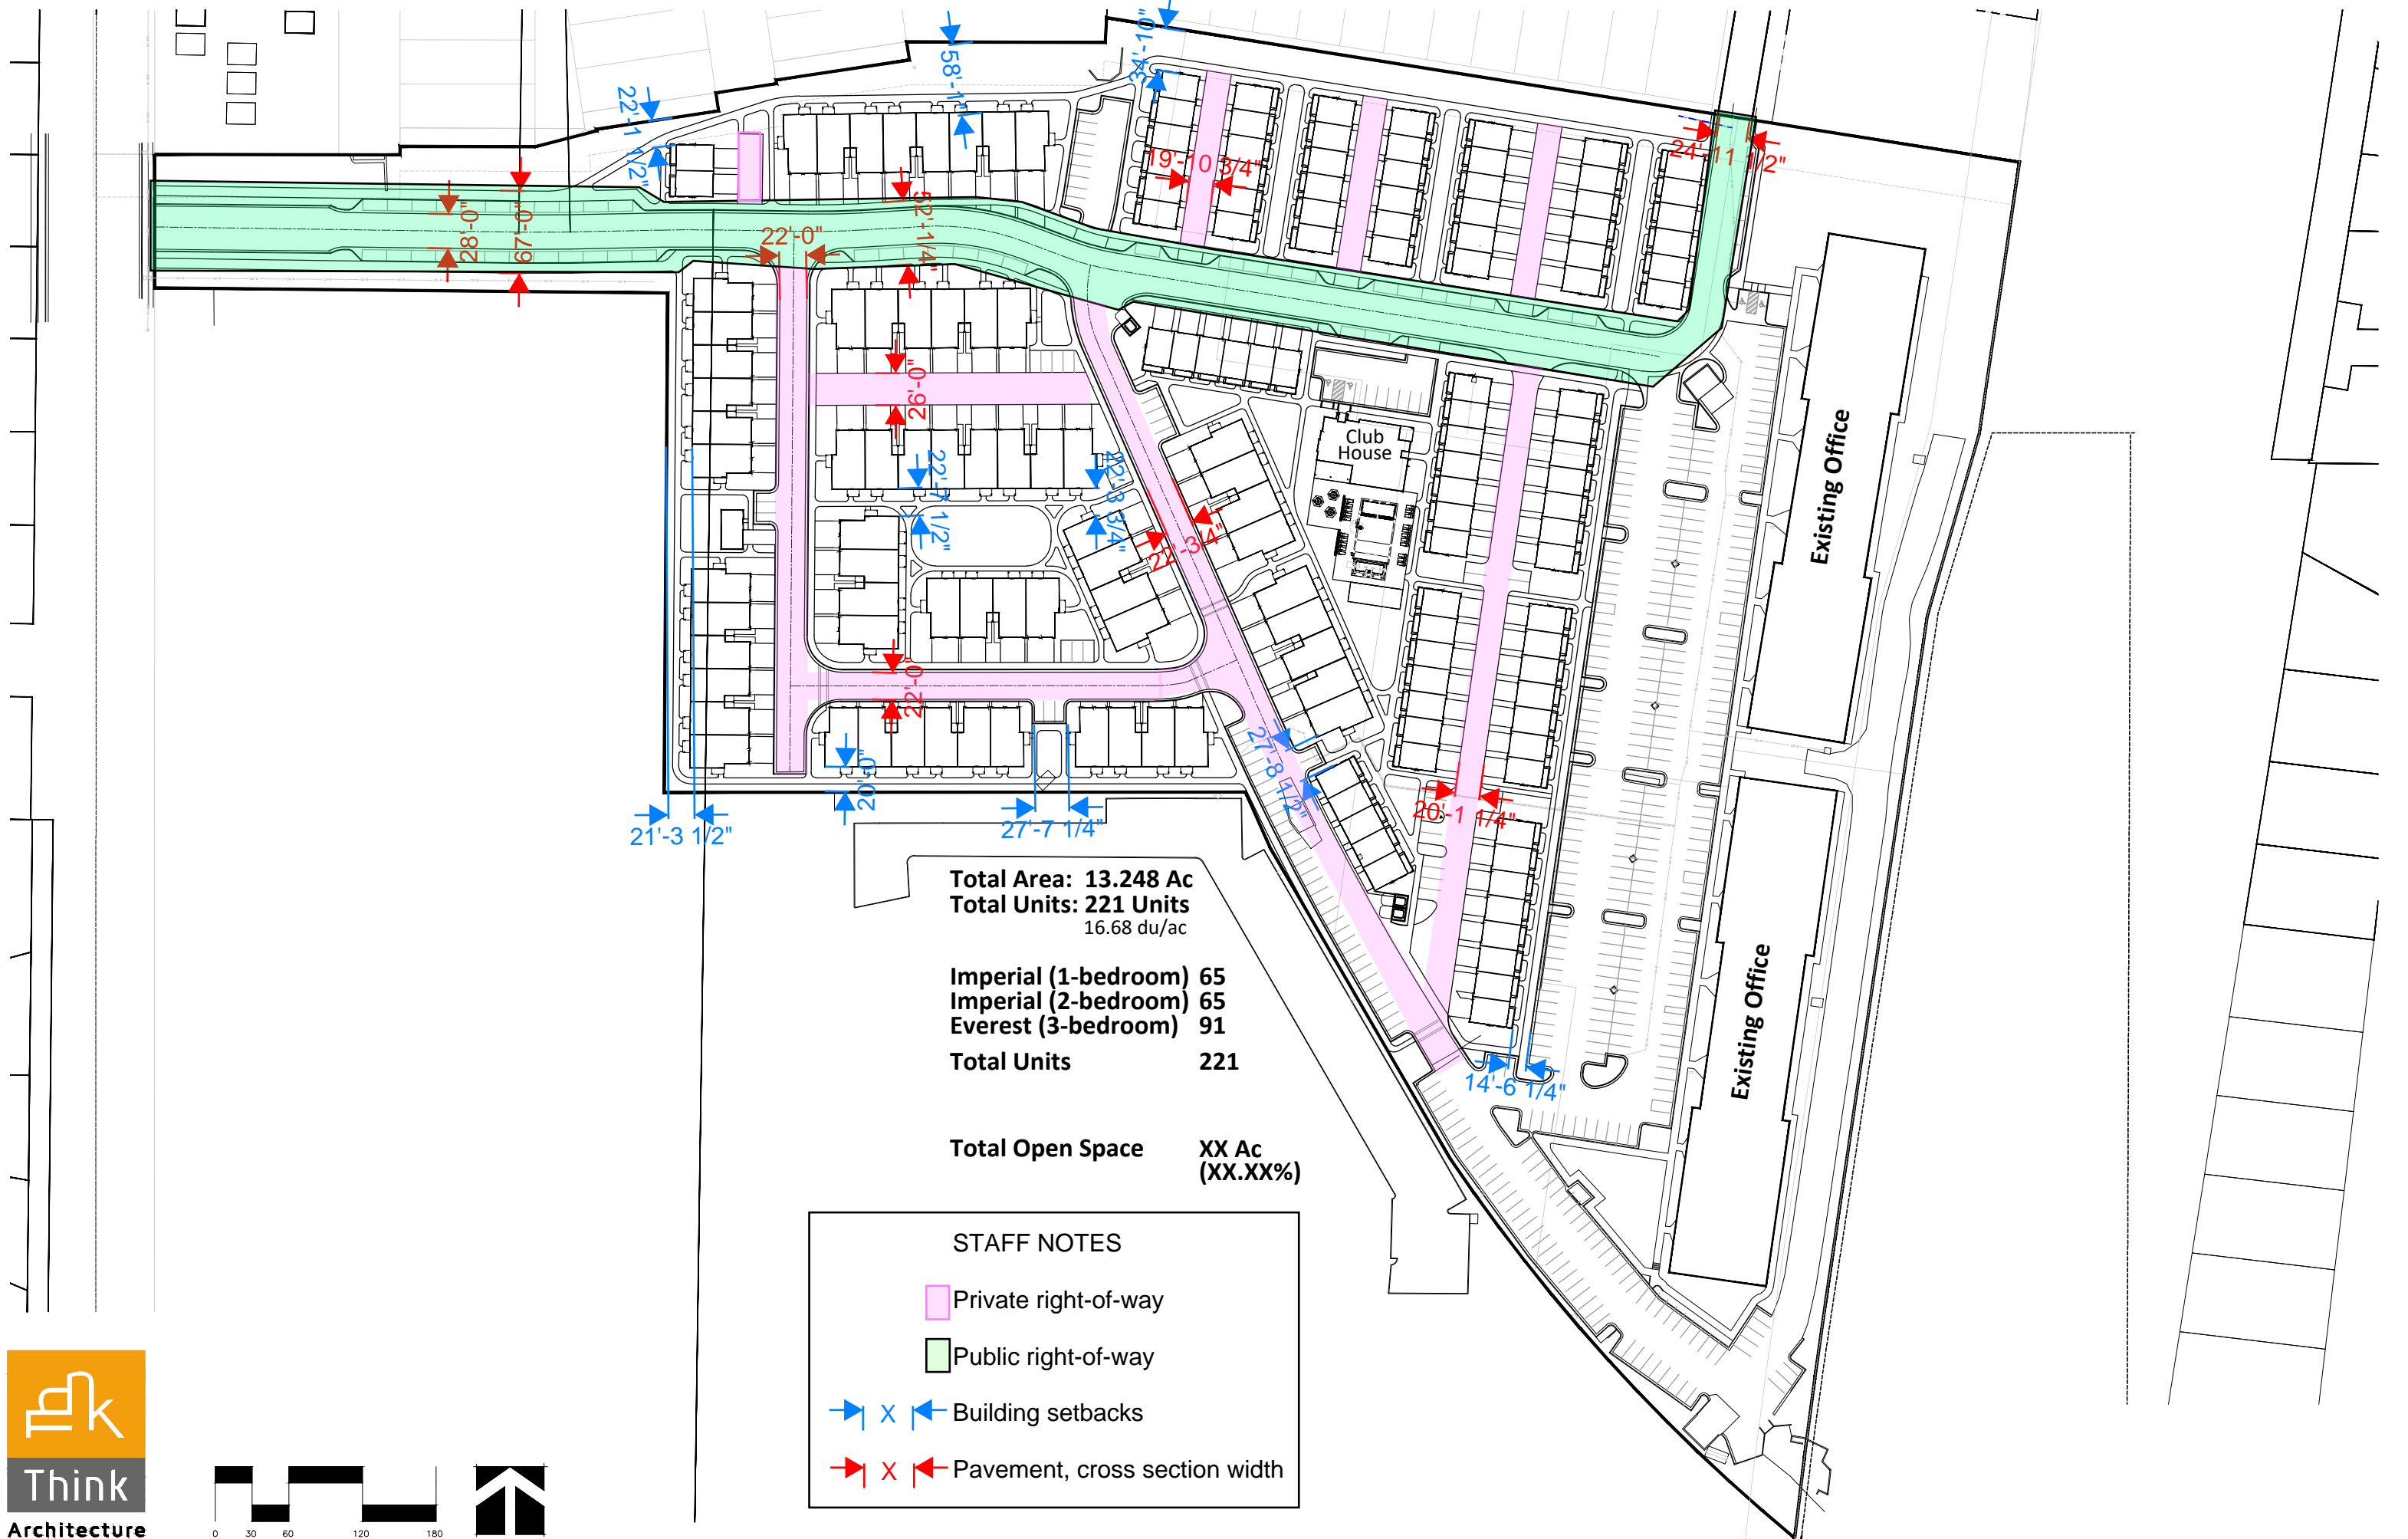 34'-10"
58'-1"
22'-1 1/2"
19'-10 3/4"
24'-11 1/2"
28'-0"
67'-0"
52'-1/4"
22'-0"
26'-0"
Club
House
Existing Office
22'-7 1/2"
22'-3 3/4"
22'-3/4"
22'-0"
27'-8 1/2"
20'-0"
20'-1 1/4"
21'-3 1/2"
27'-7 1/4"
Total Area: 13.248 Ac
Total Units: 221 Units
16.68 du/ac
Imperial (1-bedroom) 65
Imperial (2-bedroom) 65
Everest (3-bedroom) 91
Total Units 221
Existing Office
14'-6 1/4"
Total Open Space XX Ac
(XX.XX%)
STAFF NOTES
Private right-of-way
Public right-of-way
X Building setbacks
X Pavement, cross section width
Think
Architecture
0 30 60 120 180